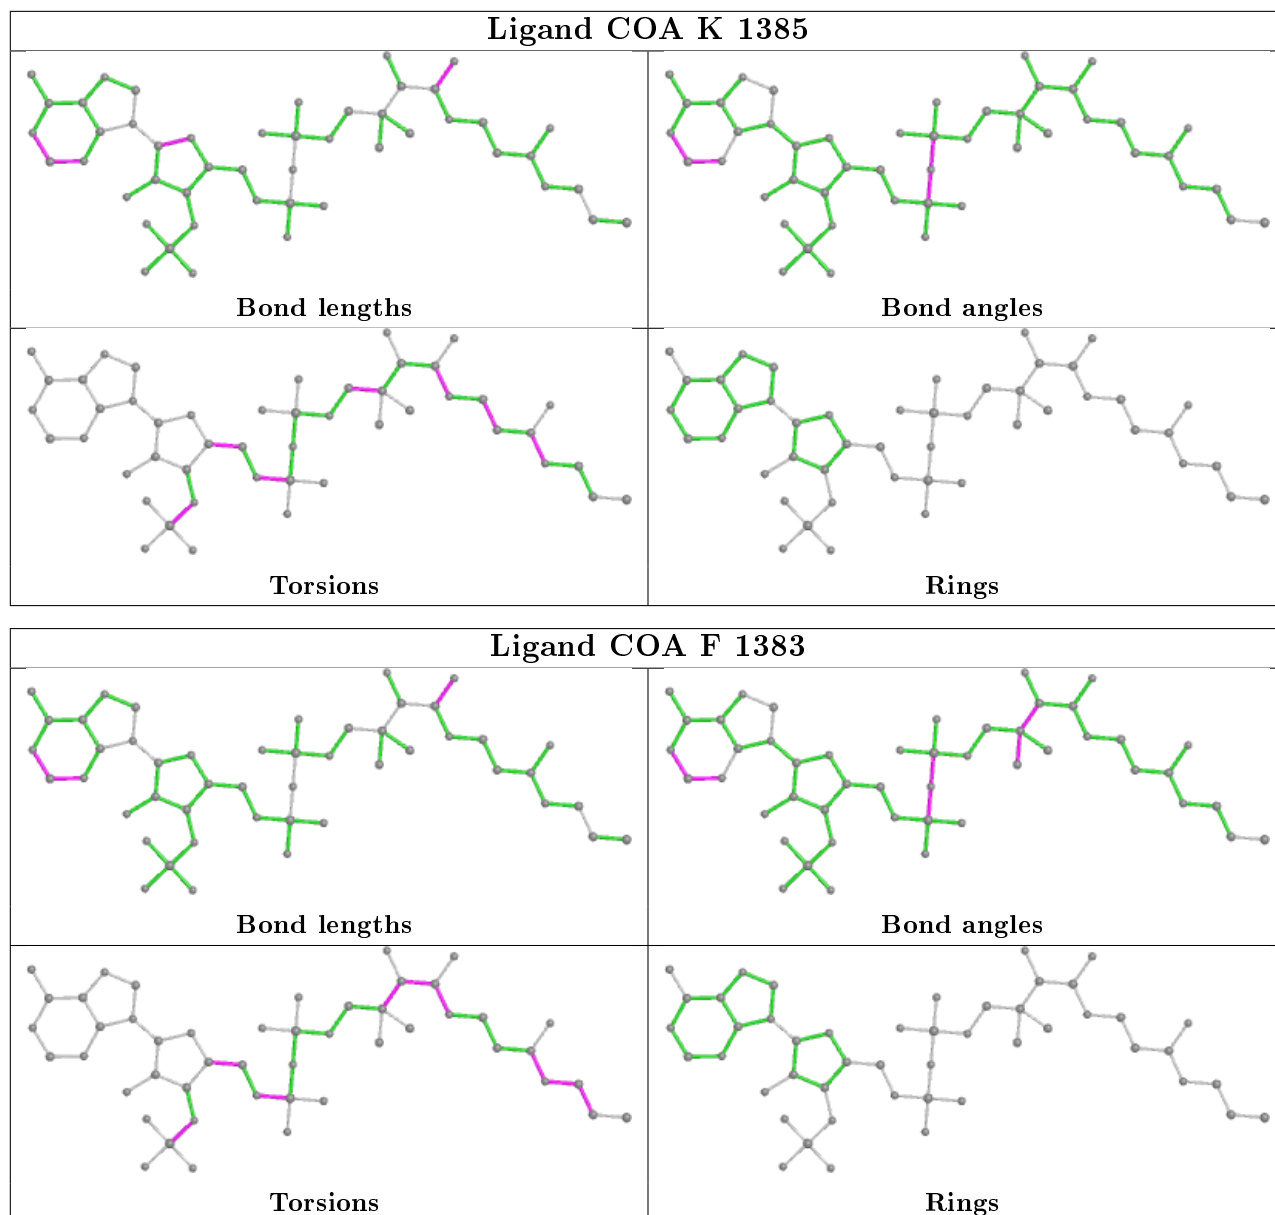 Ligand COA K 1385
Bond lengths
Bond angles
Torsions
Rings
Ligand COA F 1383
Bond lengths
Bond angles
Torsions
Rings